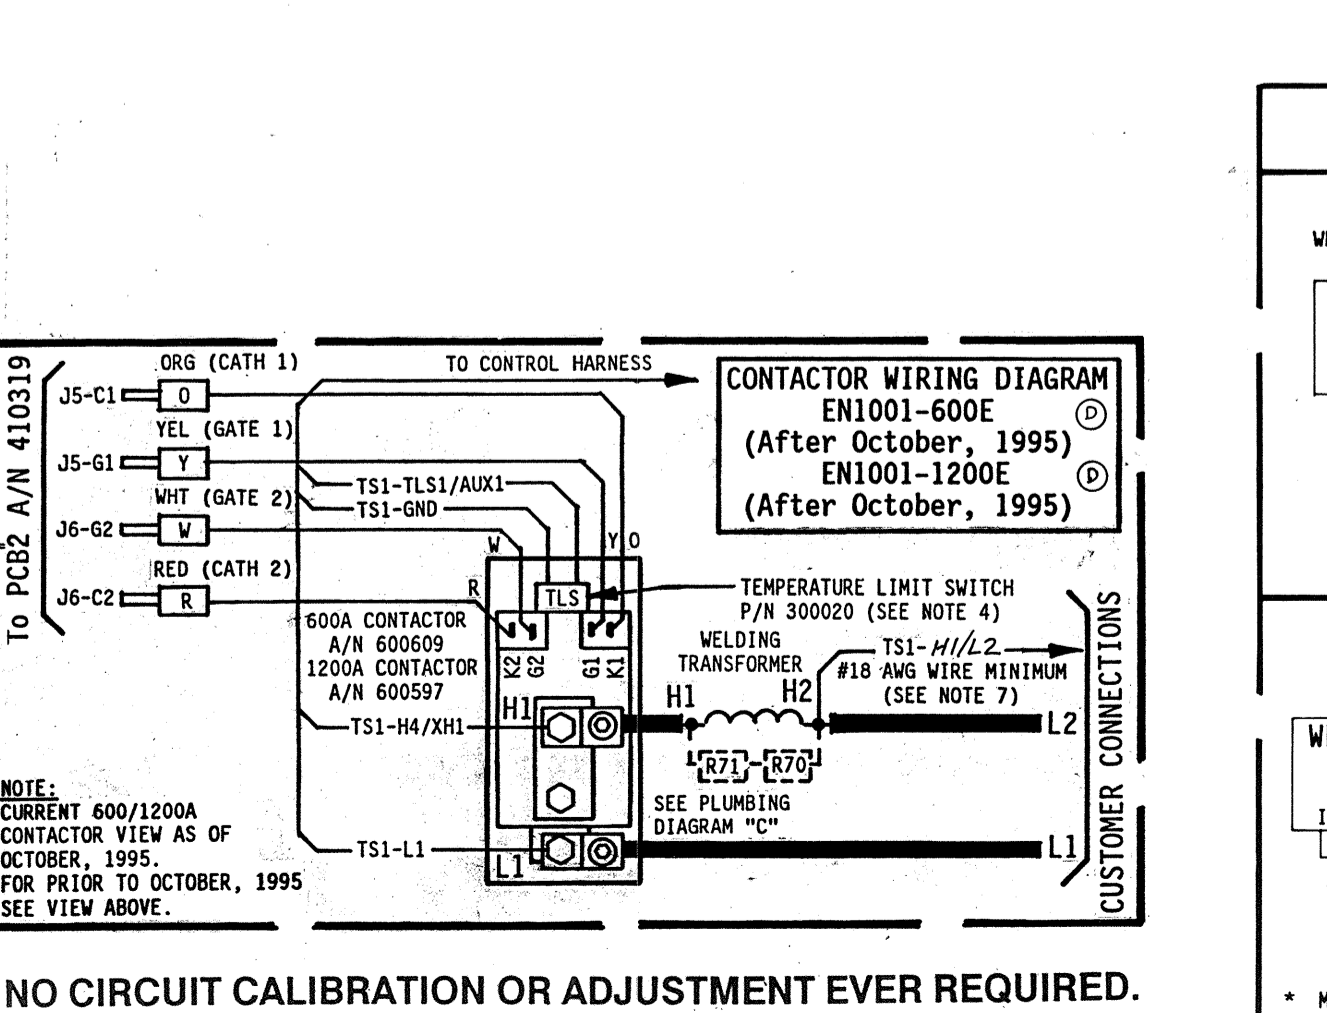 TO CONTROL HARNESS
CONTACTOR WIRING DIAGRAM
EN1001-600E
D
(After October, 1995)
EN1001-1200E
D
(After October, 1995)
To PCB2 A/N 410319
ORG (CATH 1)
J5-C1
O
YEL (GATE 1)
J5-G1
Y
WHT (GATE 2)
J6-G2
W
RED (CATH 2)
J6-C2
R
TS1-TLS1/AUX1
TS1-GND
W
Y
O
R
TLS
TEMPERATURE LIMIT SWITCH
P/N 300020 (SEE NOTE 4)
600A CONTACTOR
A/N 600609
1200A CONTACTOR
A/N 600597
K2
G2
G1
K1
WELDING
TRANSFORMER
TS1-H1/L2
#18 AWG WIRE MINIMUM
(SEE NOTE 7)
H1
H1
H2
L2
TS1-H4/XH1
R71
R70
SEE PLUMBING
DIAGRAM "C"
TS1-L1
L1
L1
CUSTOMER CONNECTIONS
NOTE:
CURRENT 600/1200A
CONTACTOR VIEW AS OF
OCTOBER, 1995.
FOR PRIOR TO OCTOBER, 1995
SEE VIEW ABOVE.
NO CIRCUIT CALIBRATION OR ADJUSTMENT EVER REQUIRED.